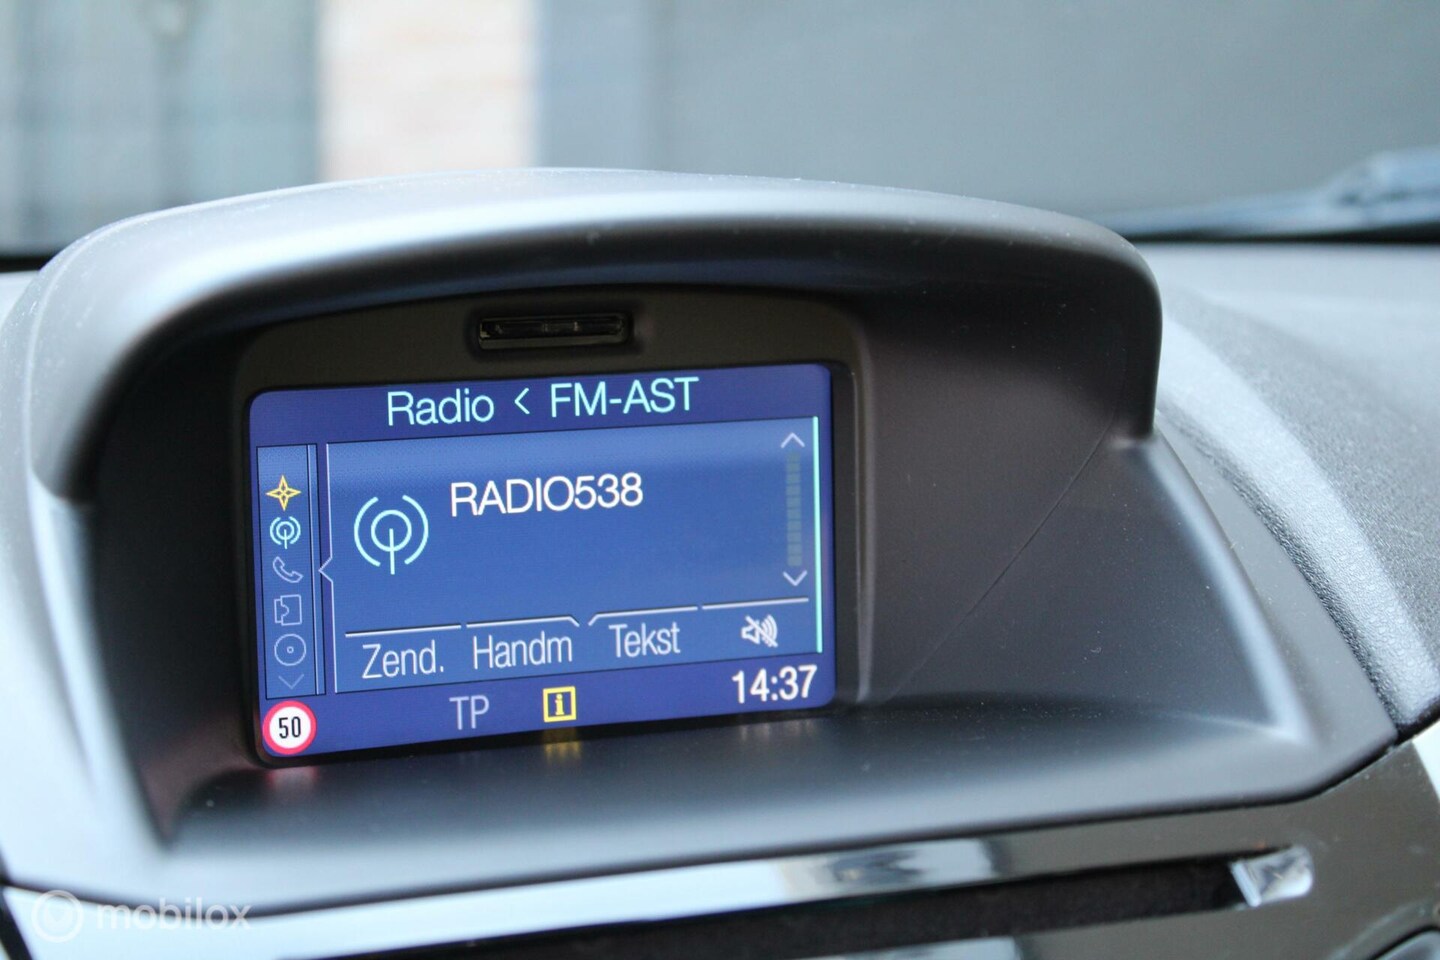 Radio < FM-AST
RADIO538
Zend. Handm Tekst
50 TP i 14:37
mobilox